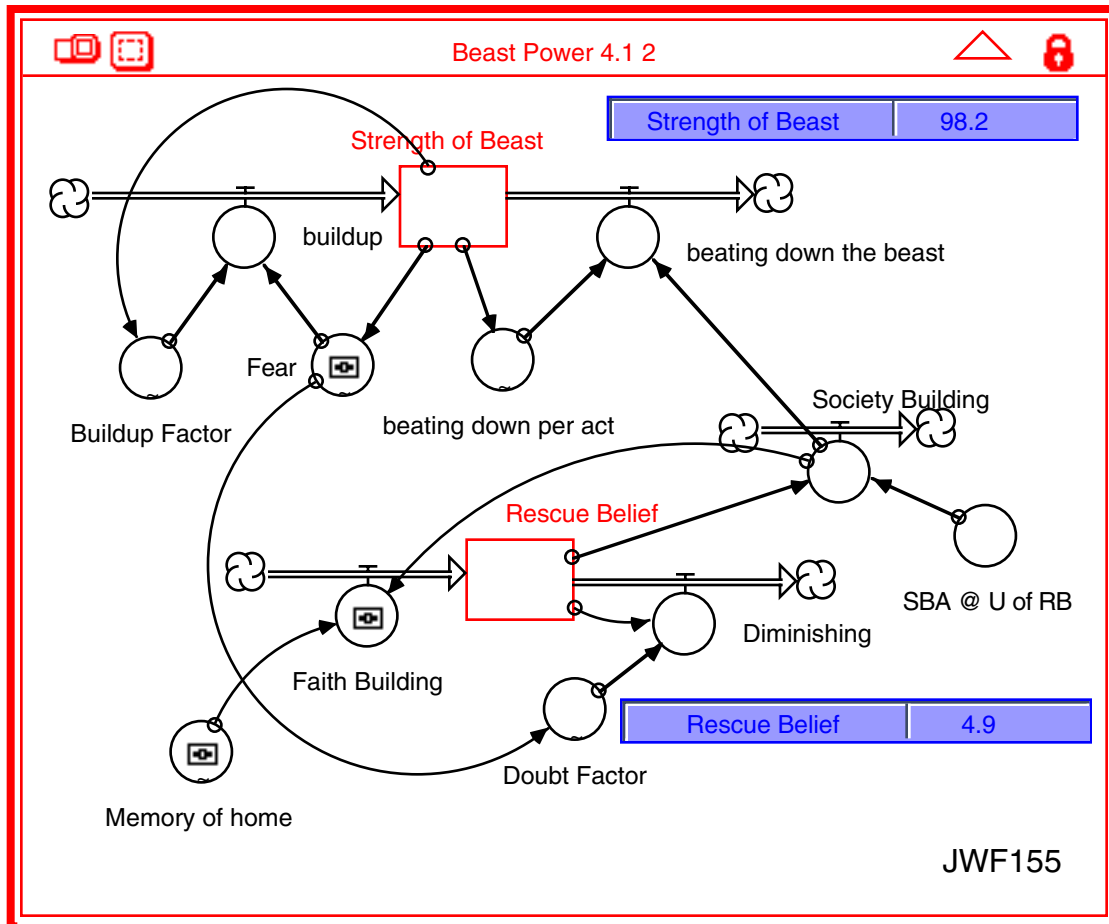 Beast Power 4.1 2
Strength of Beast 98.2
Strength of Beast
buildup
beating down the beast
Fear
Buildup Factor
beating down per act
Society Building
Rescue Belief
SBA @ U of RB
Diminishing
Faith Building
Rescue Belief 4.9
Doubt Factor
Memory of home
JWF155